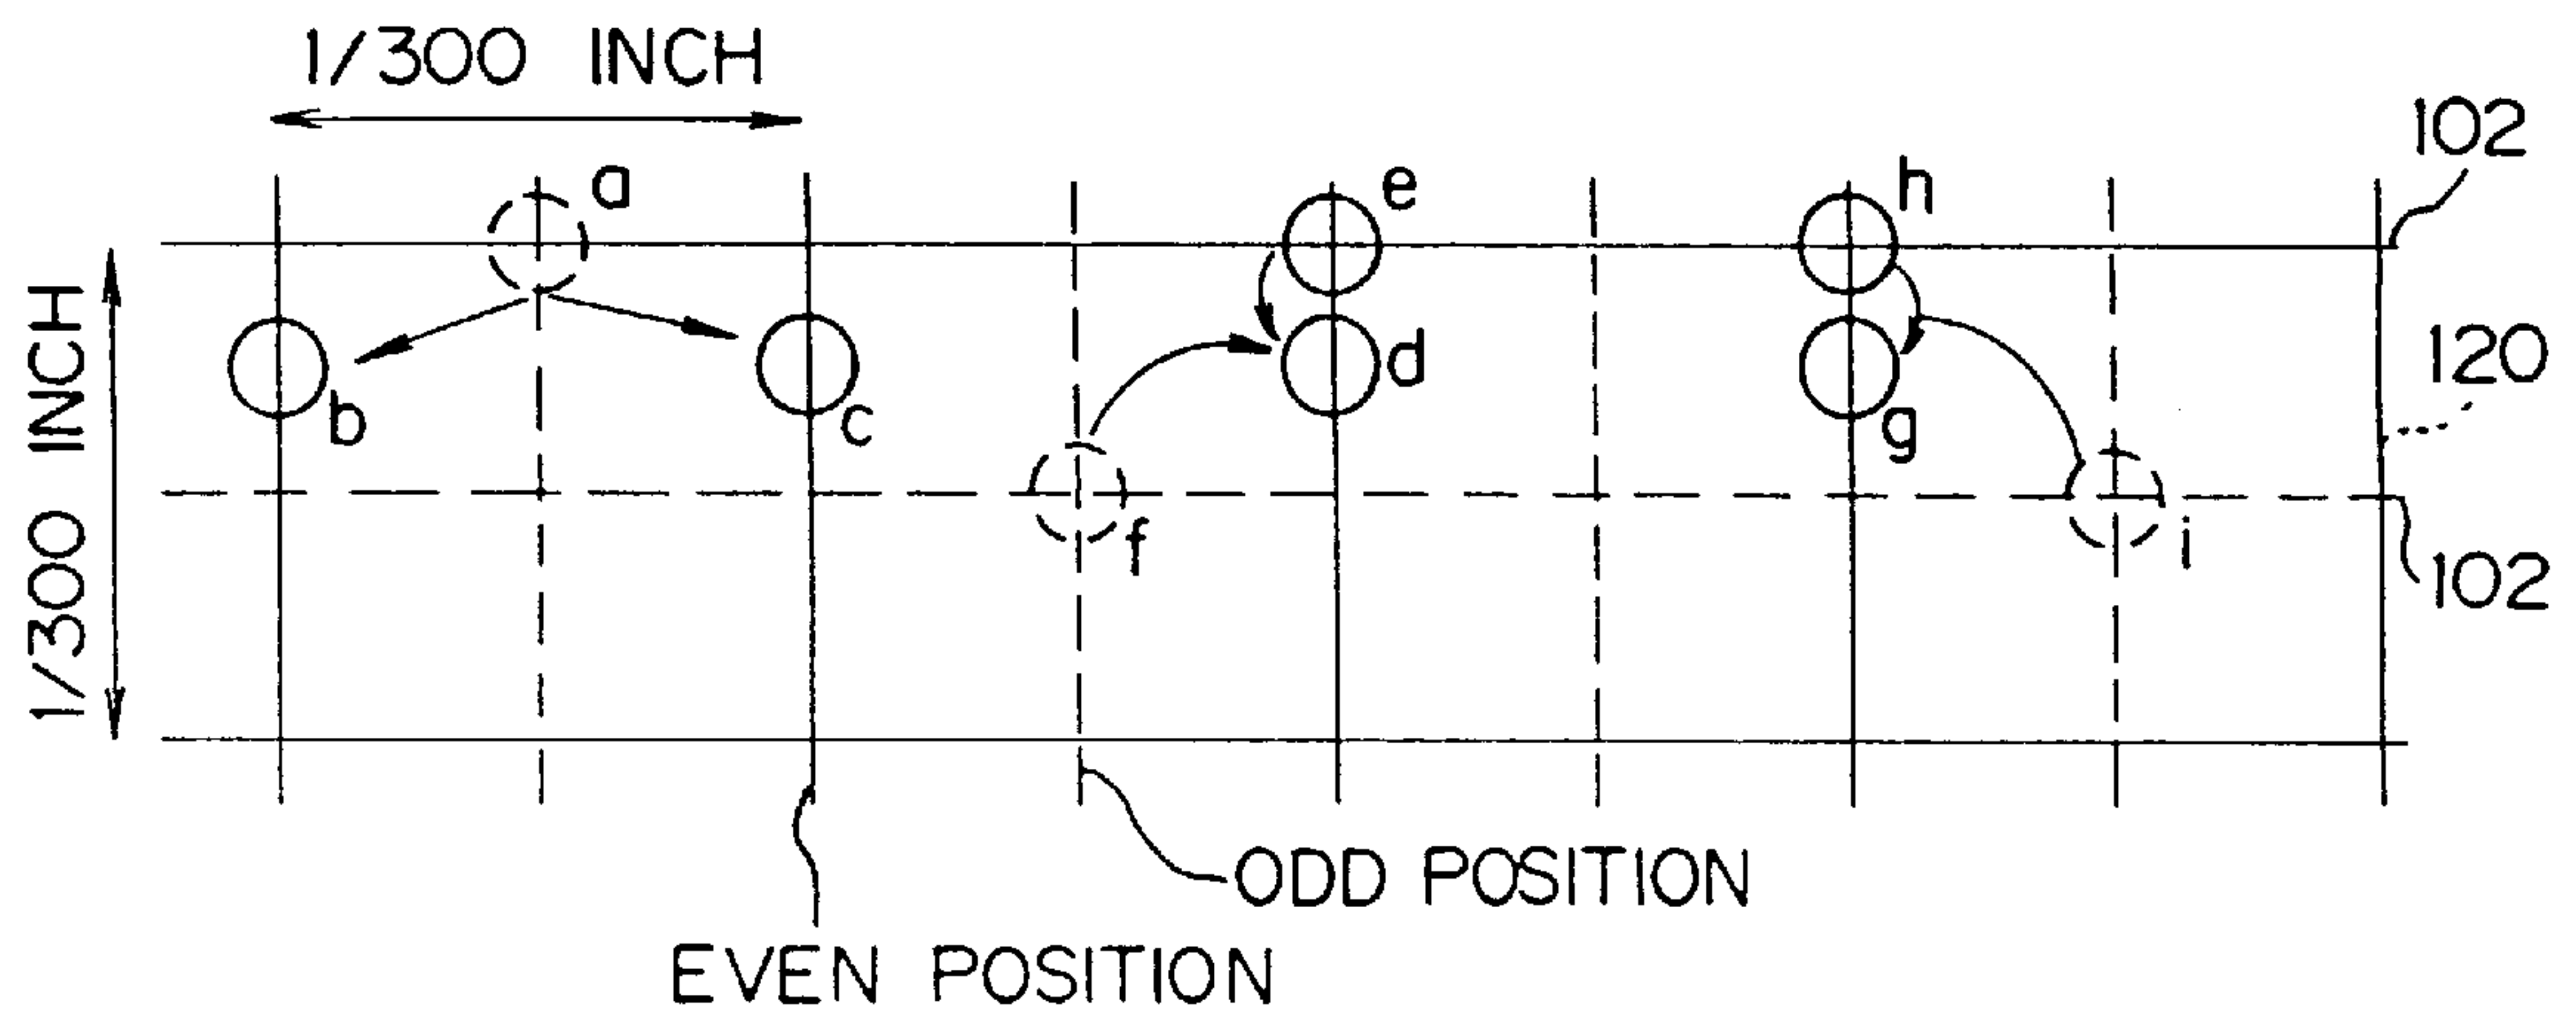 1/300 INCH
102
a
e
h
1/300 INCH
120
b
c
d
g
f
i
102
ODD POSITION
EVEN POSITION